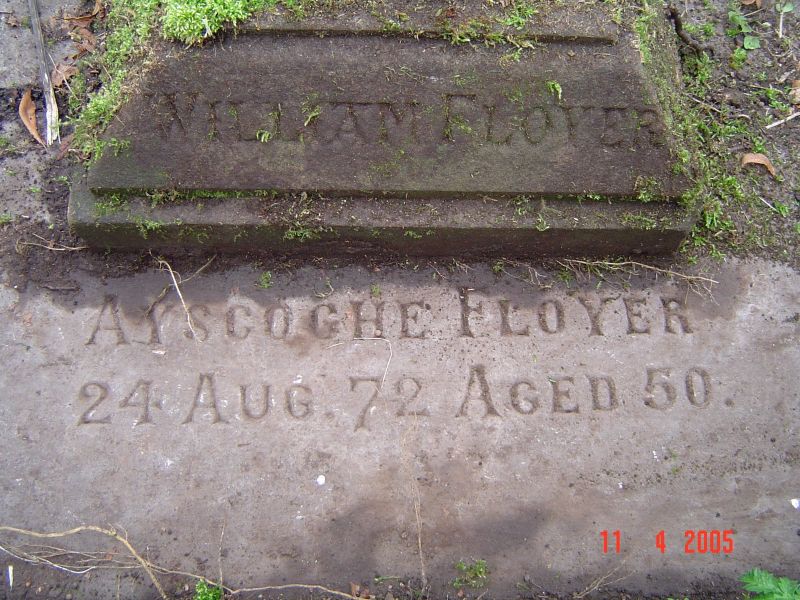 WILLIAM FLOYER
AYSCOGHE FLOYER
24 AUG. 72 AGED 50.
11 4 2005